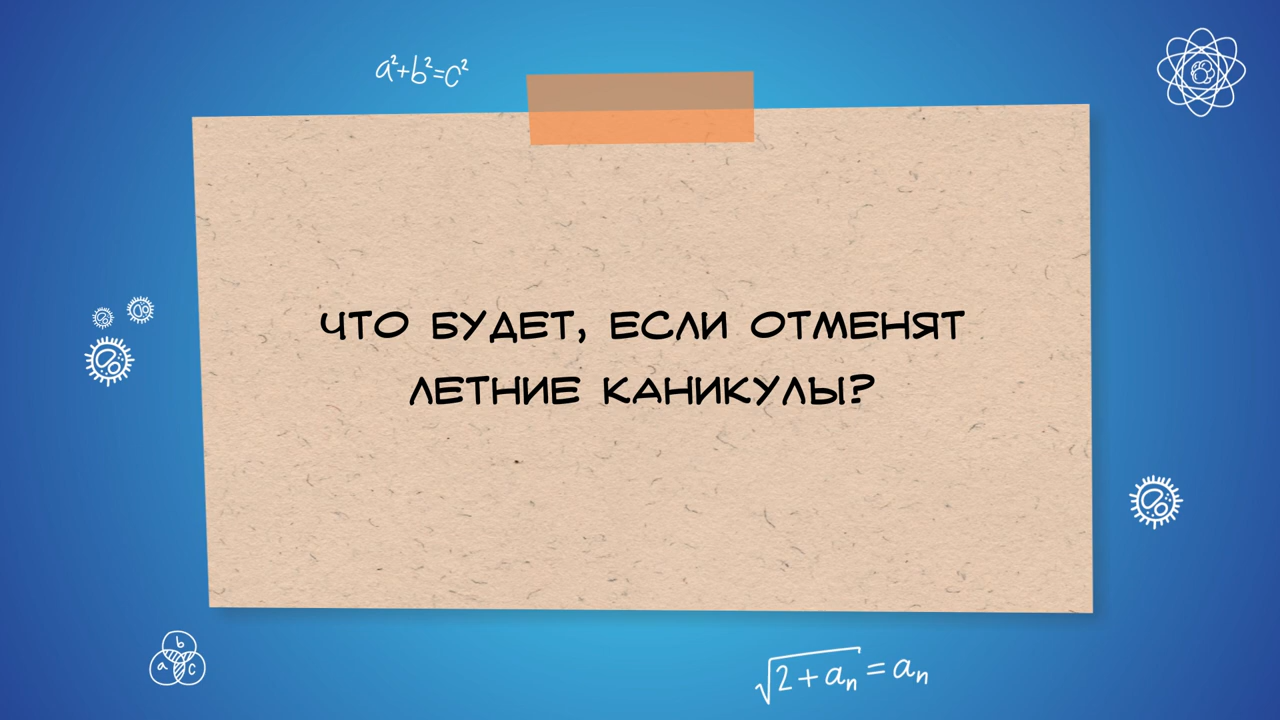 a²+b²=c²
ЧТО БУДЕТ, ЕСЛИ ОТМЕНЯТ
ЛЕТНИЕ КАНИКУЛЫ?
b
a c
√2+aₙ = aₙ